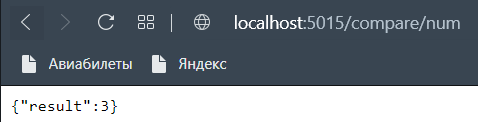 localhost:5015/compare/num
Авиабилеты Яндекс
{"result":3}